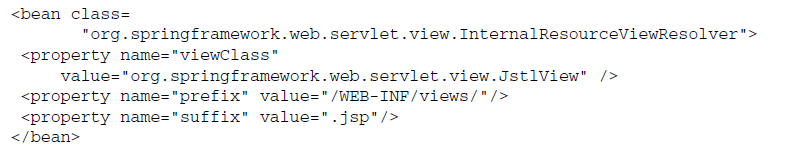 <bean class=
"org.springframework.web.servlet.view.InternalResourceViewResolver">
<property name="viewClass"
value="org.springframework.web.servlet.view.JstlView" />
<property name="prefix" value="/WEB-INF/views/"/>
<property name="suffix" value=".jsp"/>
</bean>